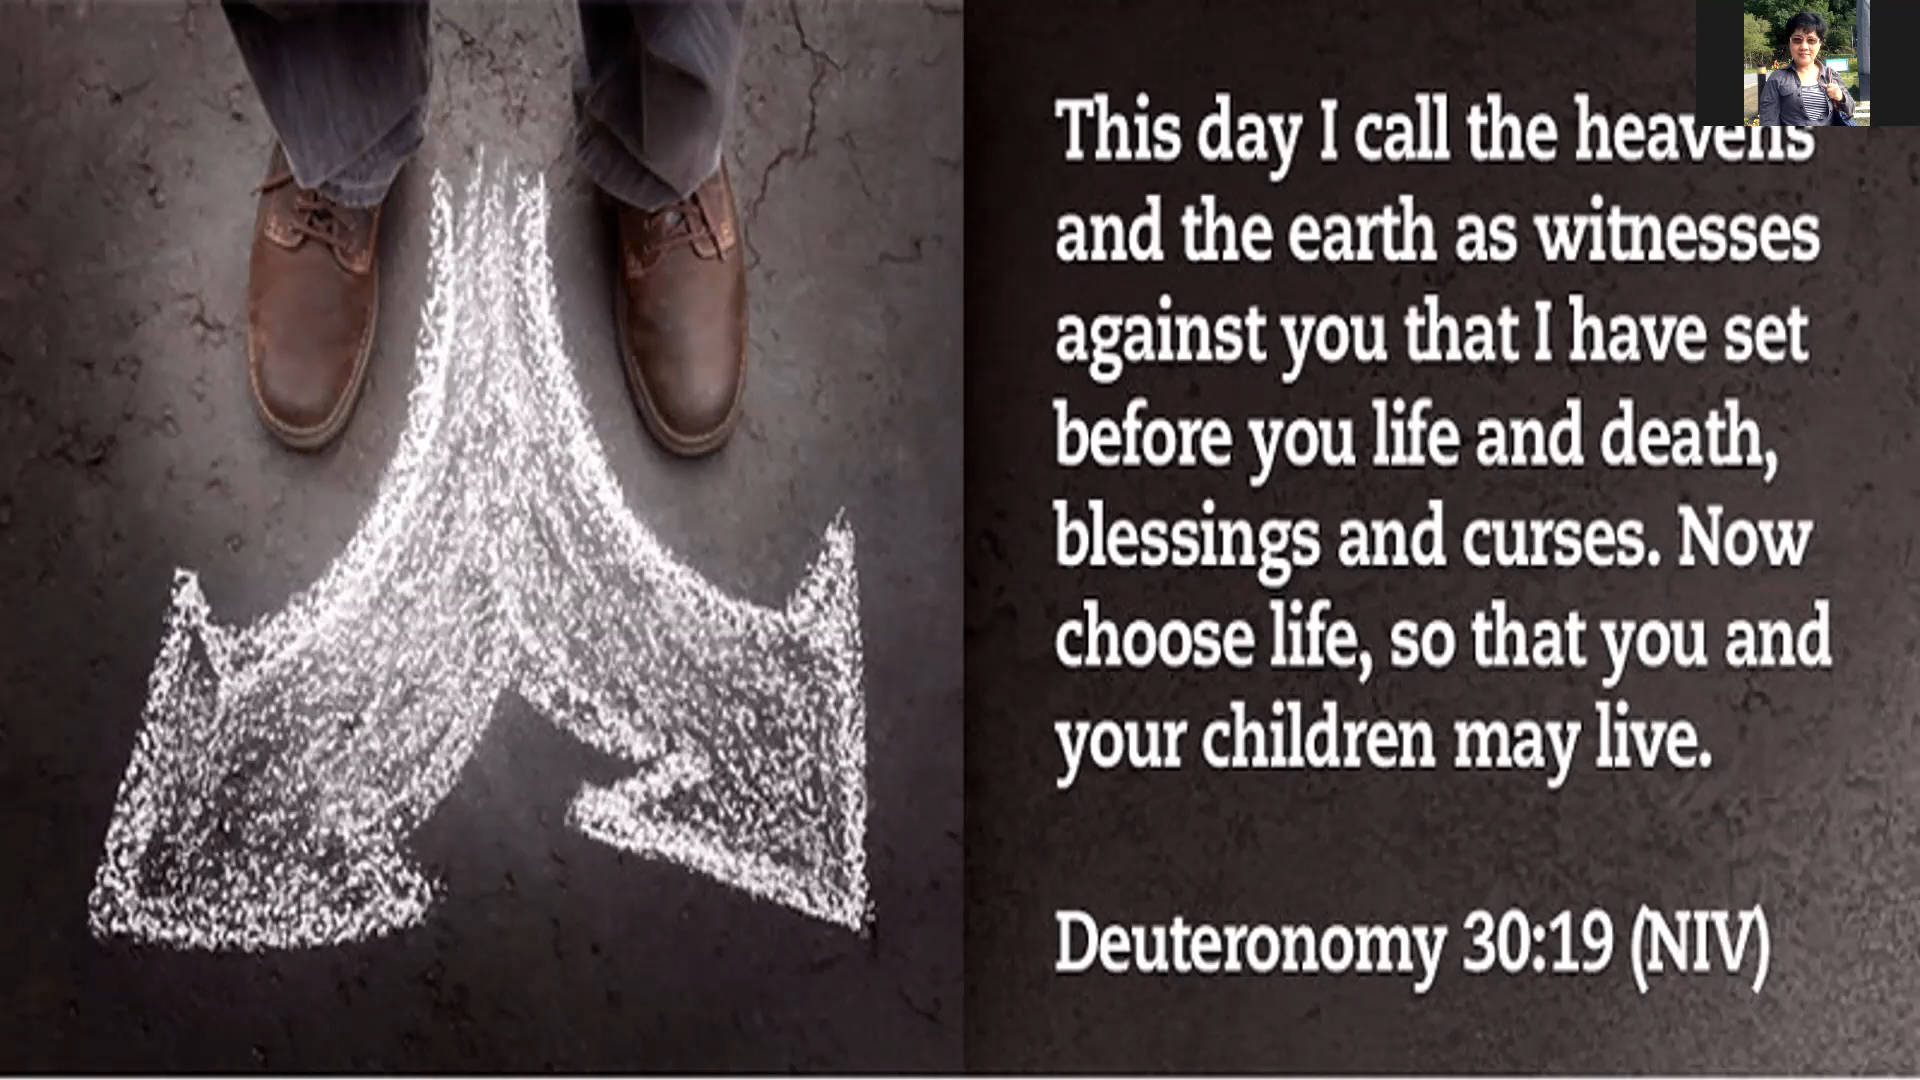 This day I call the heavens
and the earth as witnesses
against you that I have set
before you life and death,
blessings and curses. Now
choose life, so that you and
your children may live.
Deuteronomy 30:19 (NIV)